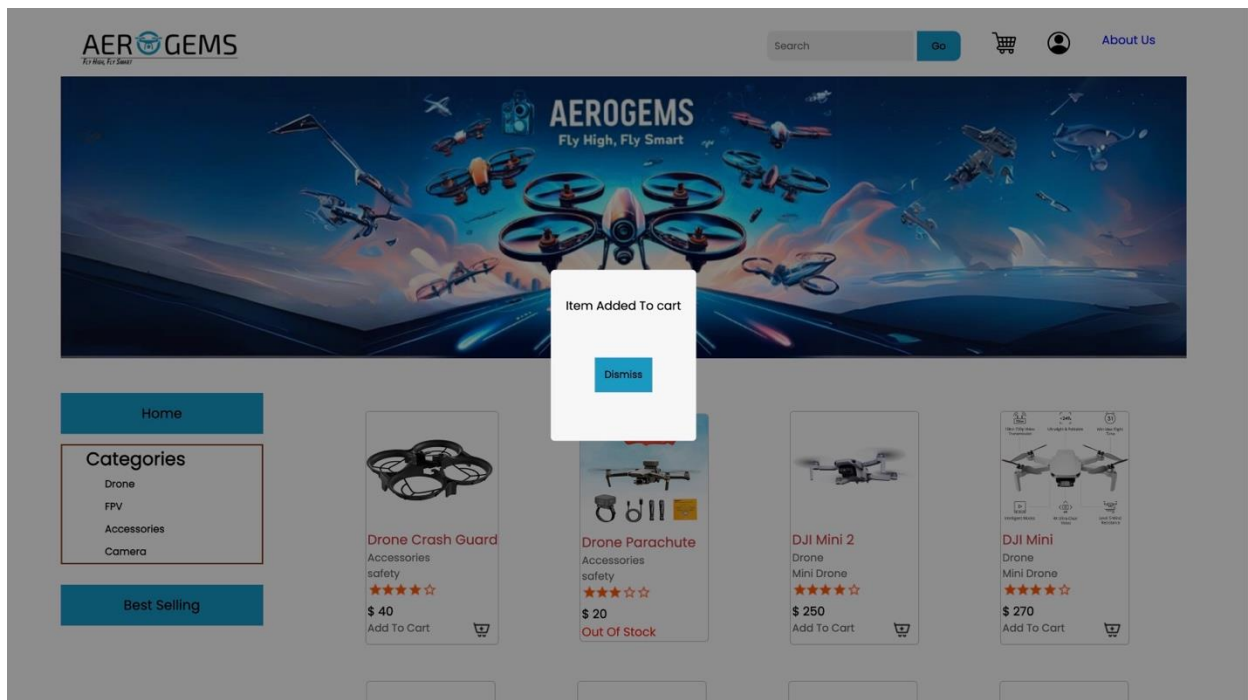 AEROGEMS
Fly High, Fly Smart
Search
Go
About Us
AEROGEMS
Fly High, Fly Smart
Item Added To cart
Dismiss
Home
Categories
Drone
FPV
Accessories
Camera
Best Selling
Drone Crash Guard
Accessories
safety
$ 40
Add To Cart
Drone Parachute
Accessories
safety
$ 20
Out Of Stock
DJI Mini 2
Drone
Mini Drone
$ 250
Add To Cart
DJI Mini
Drone
Mini Drone
$ 270
Add To Cart